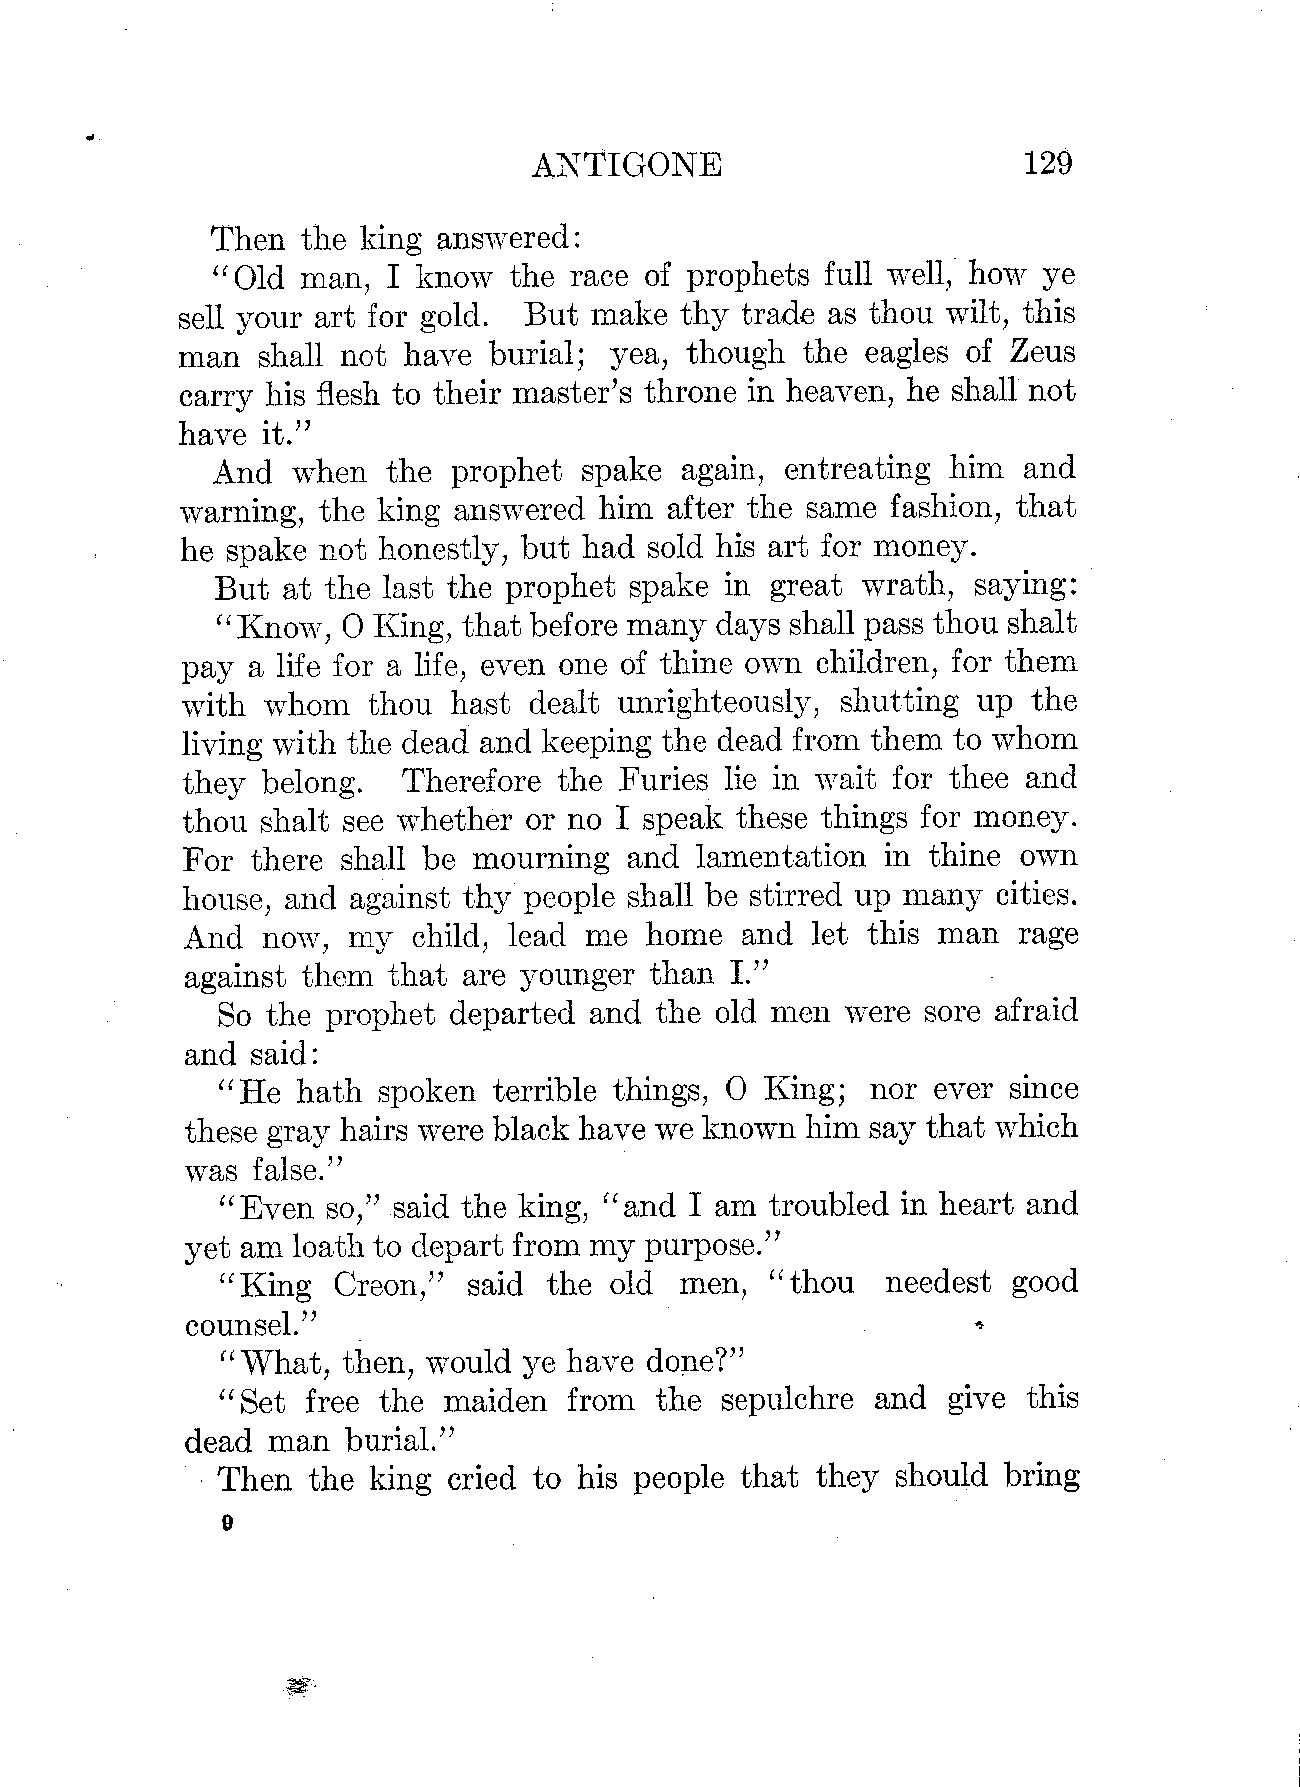 ANTIGONE 129
Then the king answered:
"Old man, I know the race of prophets full well, how ye
sell your art for gold. But make thy trade as thou wilt, this
man shall not have burial; yea, though the eagles of Zeus
carry his flesh to their master's throne in heaven, he shall not
have it."
And when the prophet spake again, entreating him and
warning, the king answered him after the same fashion, that
he spake not honestly, but had sold his art for money.
But at the last the prophet spake in great wrath, saying:
"Know, O King, that before many days shall pass thou shalt
pay a life for a life, even one of thine own children, for them
with whom thou hast dealt unrighteously, shutting up the
living with the dead and keeping the dead from them to whom
they belong. Therefore the Furies lie in wait for thee and
thou shalt see whether or no I speak these things for money.
For there shall be mourning and lamentation in thine own
house, and against thy people shall be stirred up many cities.
And now, my child, lead me home and let this man rage
against them that are younger than I."
So the prophet departed and the old men were sore afraid
and said:
"He hath spoken terrible things, O King; nor ever since
these gray hairs were black have we known him say that which
was false."
"Even so," said the king, "and I am troubled in heart and
yet am loath to depart from my purpose."
"King Creon," said the old men, "thou needest good
counsel."
"What, then, would ye have done?"
"Set free the maiden from the sepulchre and give this
dead man burial."
Then the king cried to his people that they should bring
9